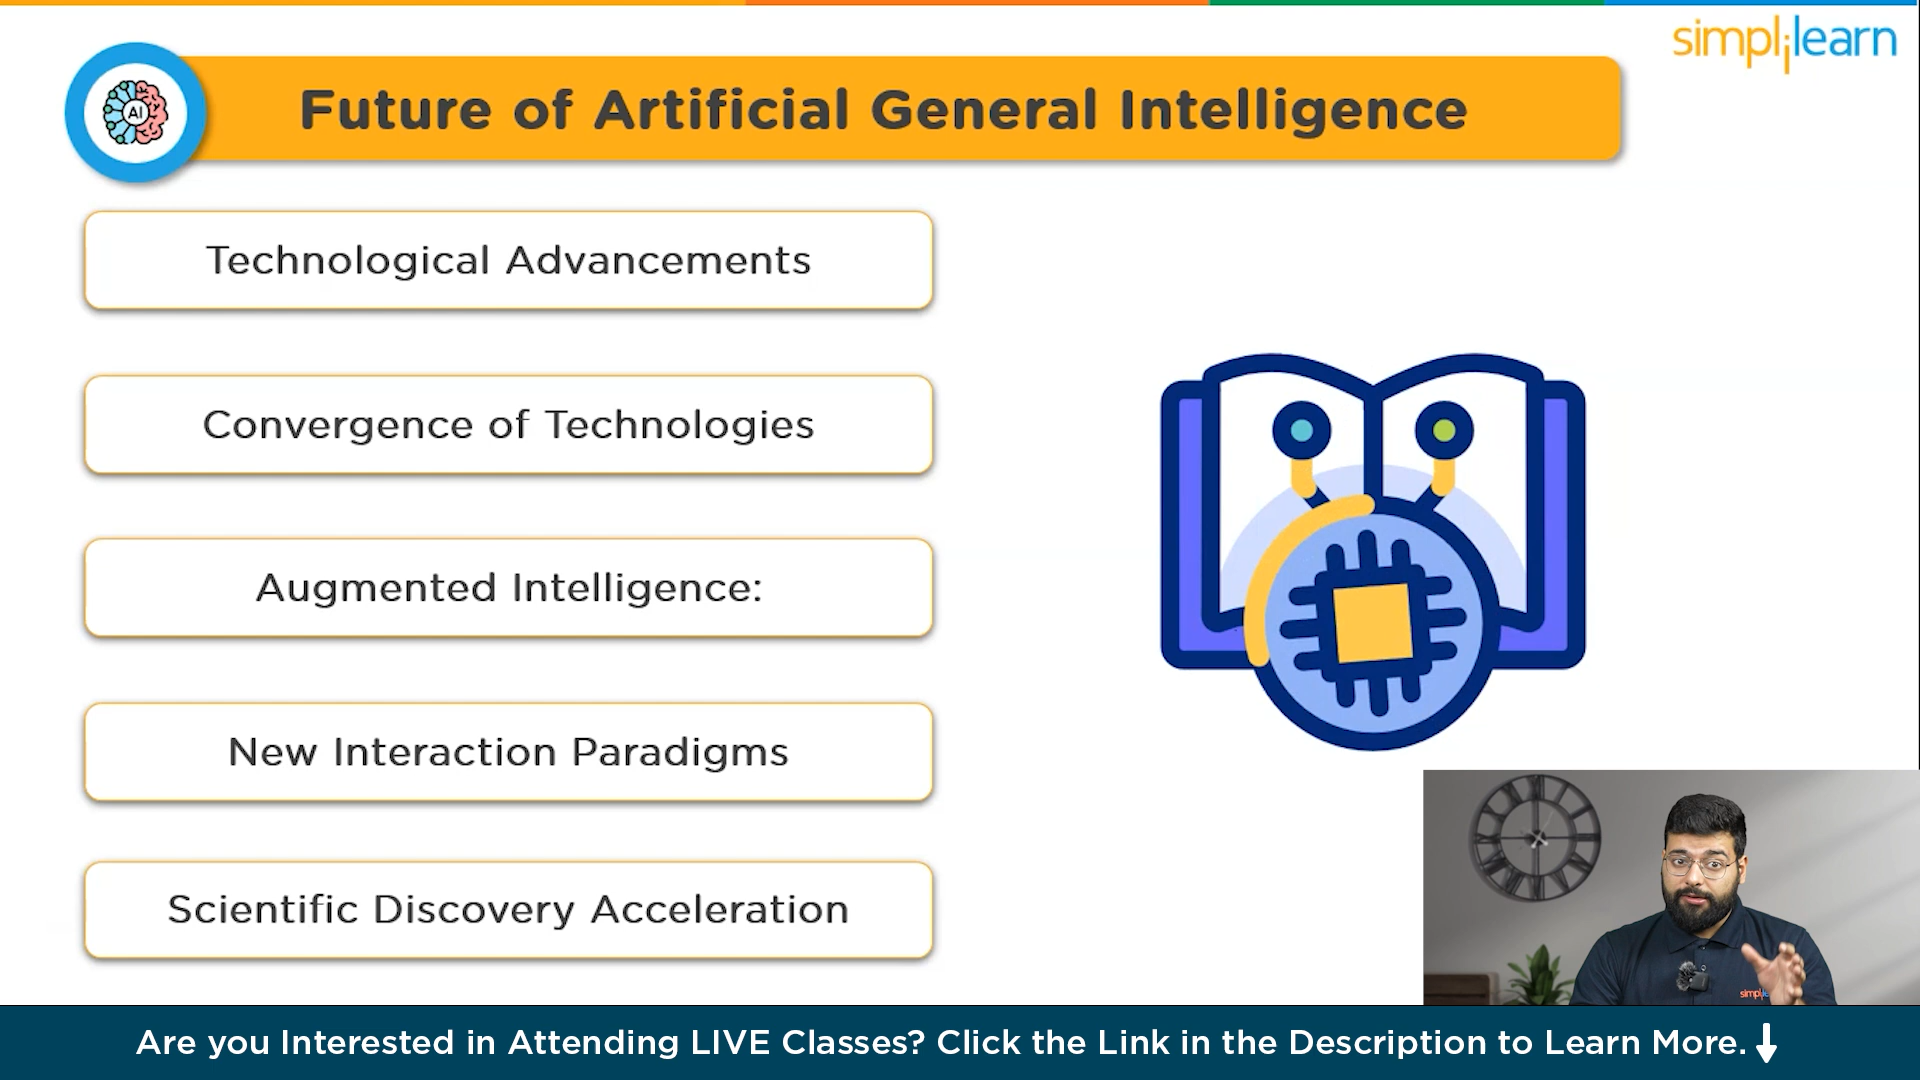 simplilearn
AI
Future of Artificial General Intelligence
Technological Advancements
Convergence of Technologies
Augmented Intelligence:
New Interaction Paradigms
Scientific Discovery Acceleration
Are you Interested in Attending LIVE Classes? Click the Link in the Description to Learn More.